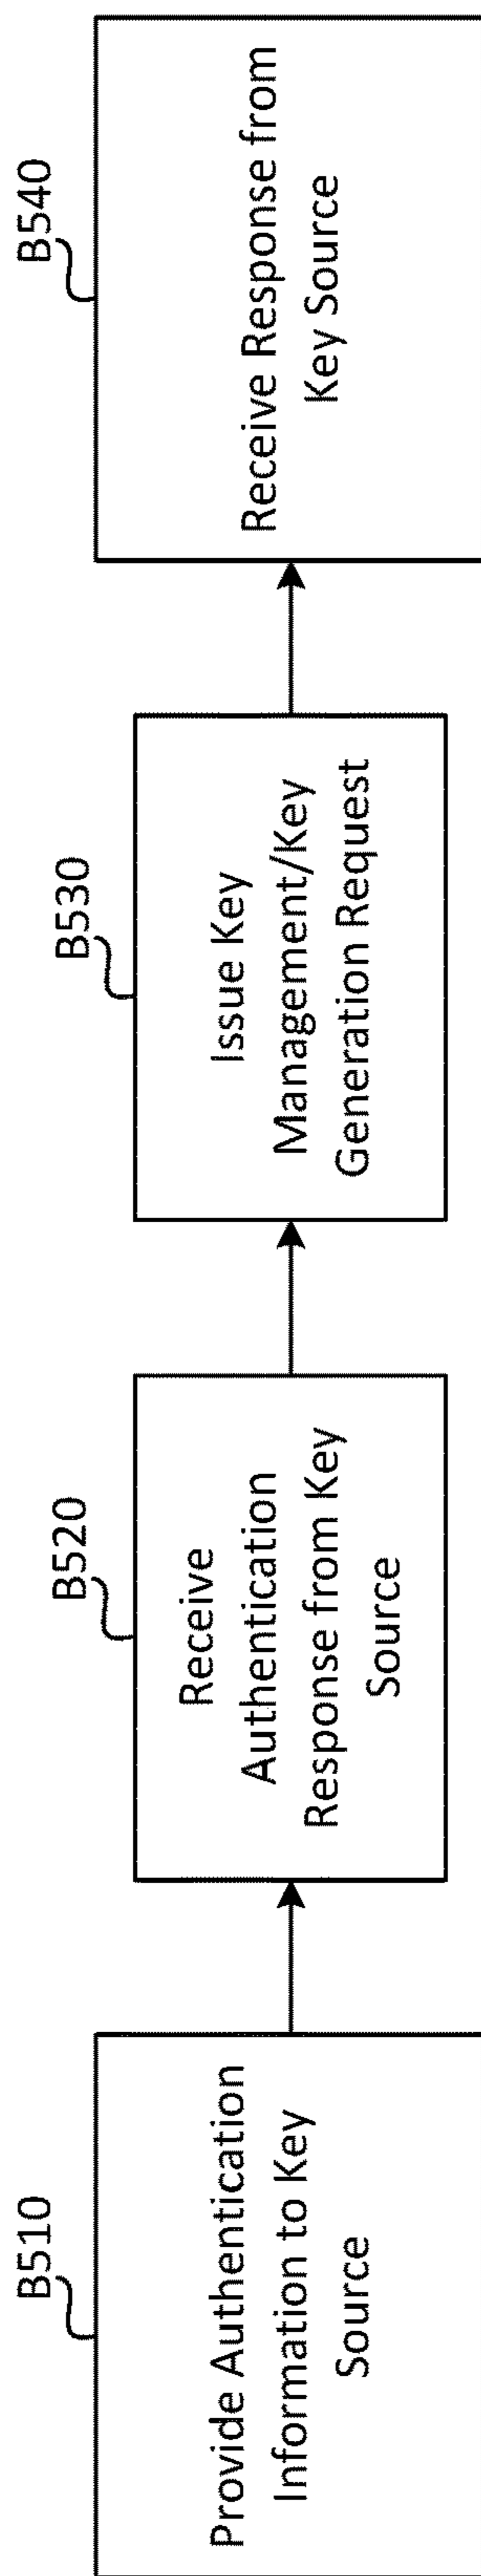 B510
Provide Authentication
Information to Key
Source
B520
Receive
Authentication
Response from Key
Source
B530
Issue Key
Management/Key
Generation Request
B540
Receive Response from
Key Source